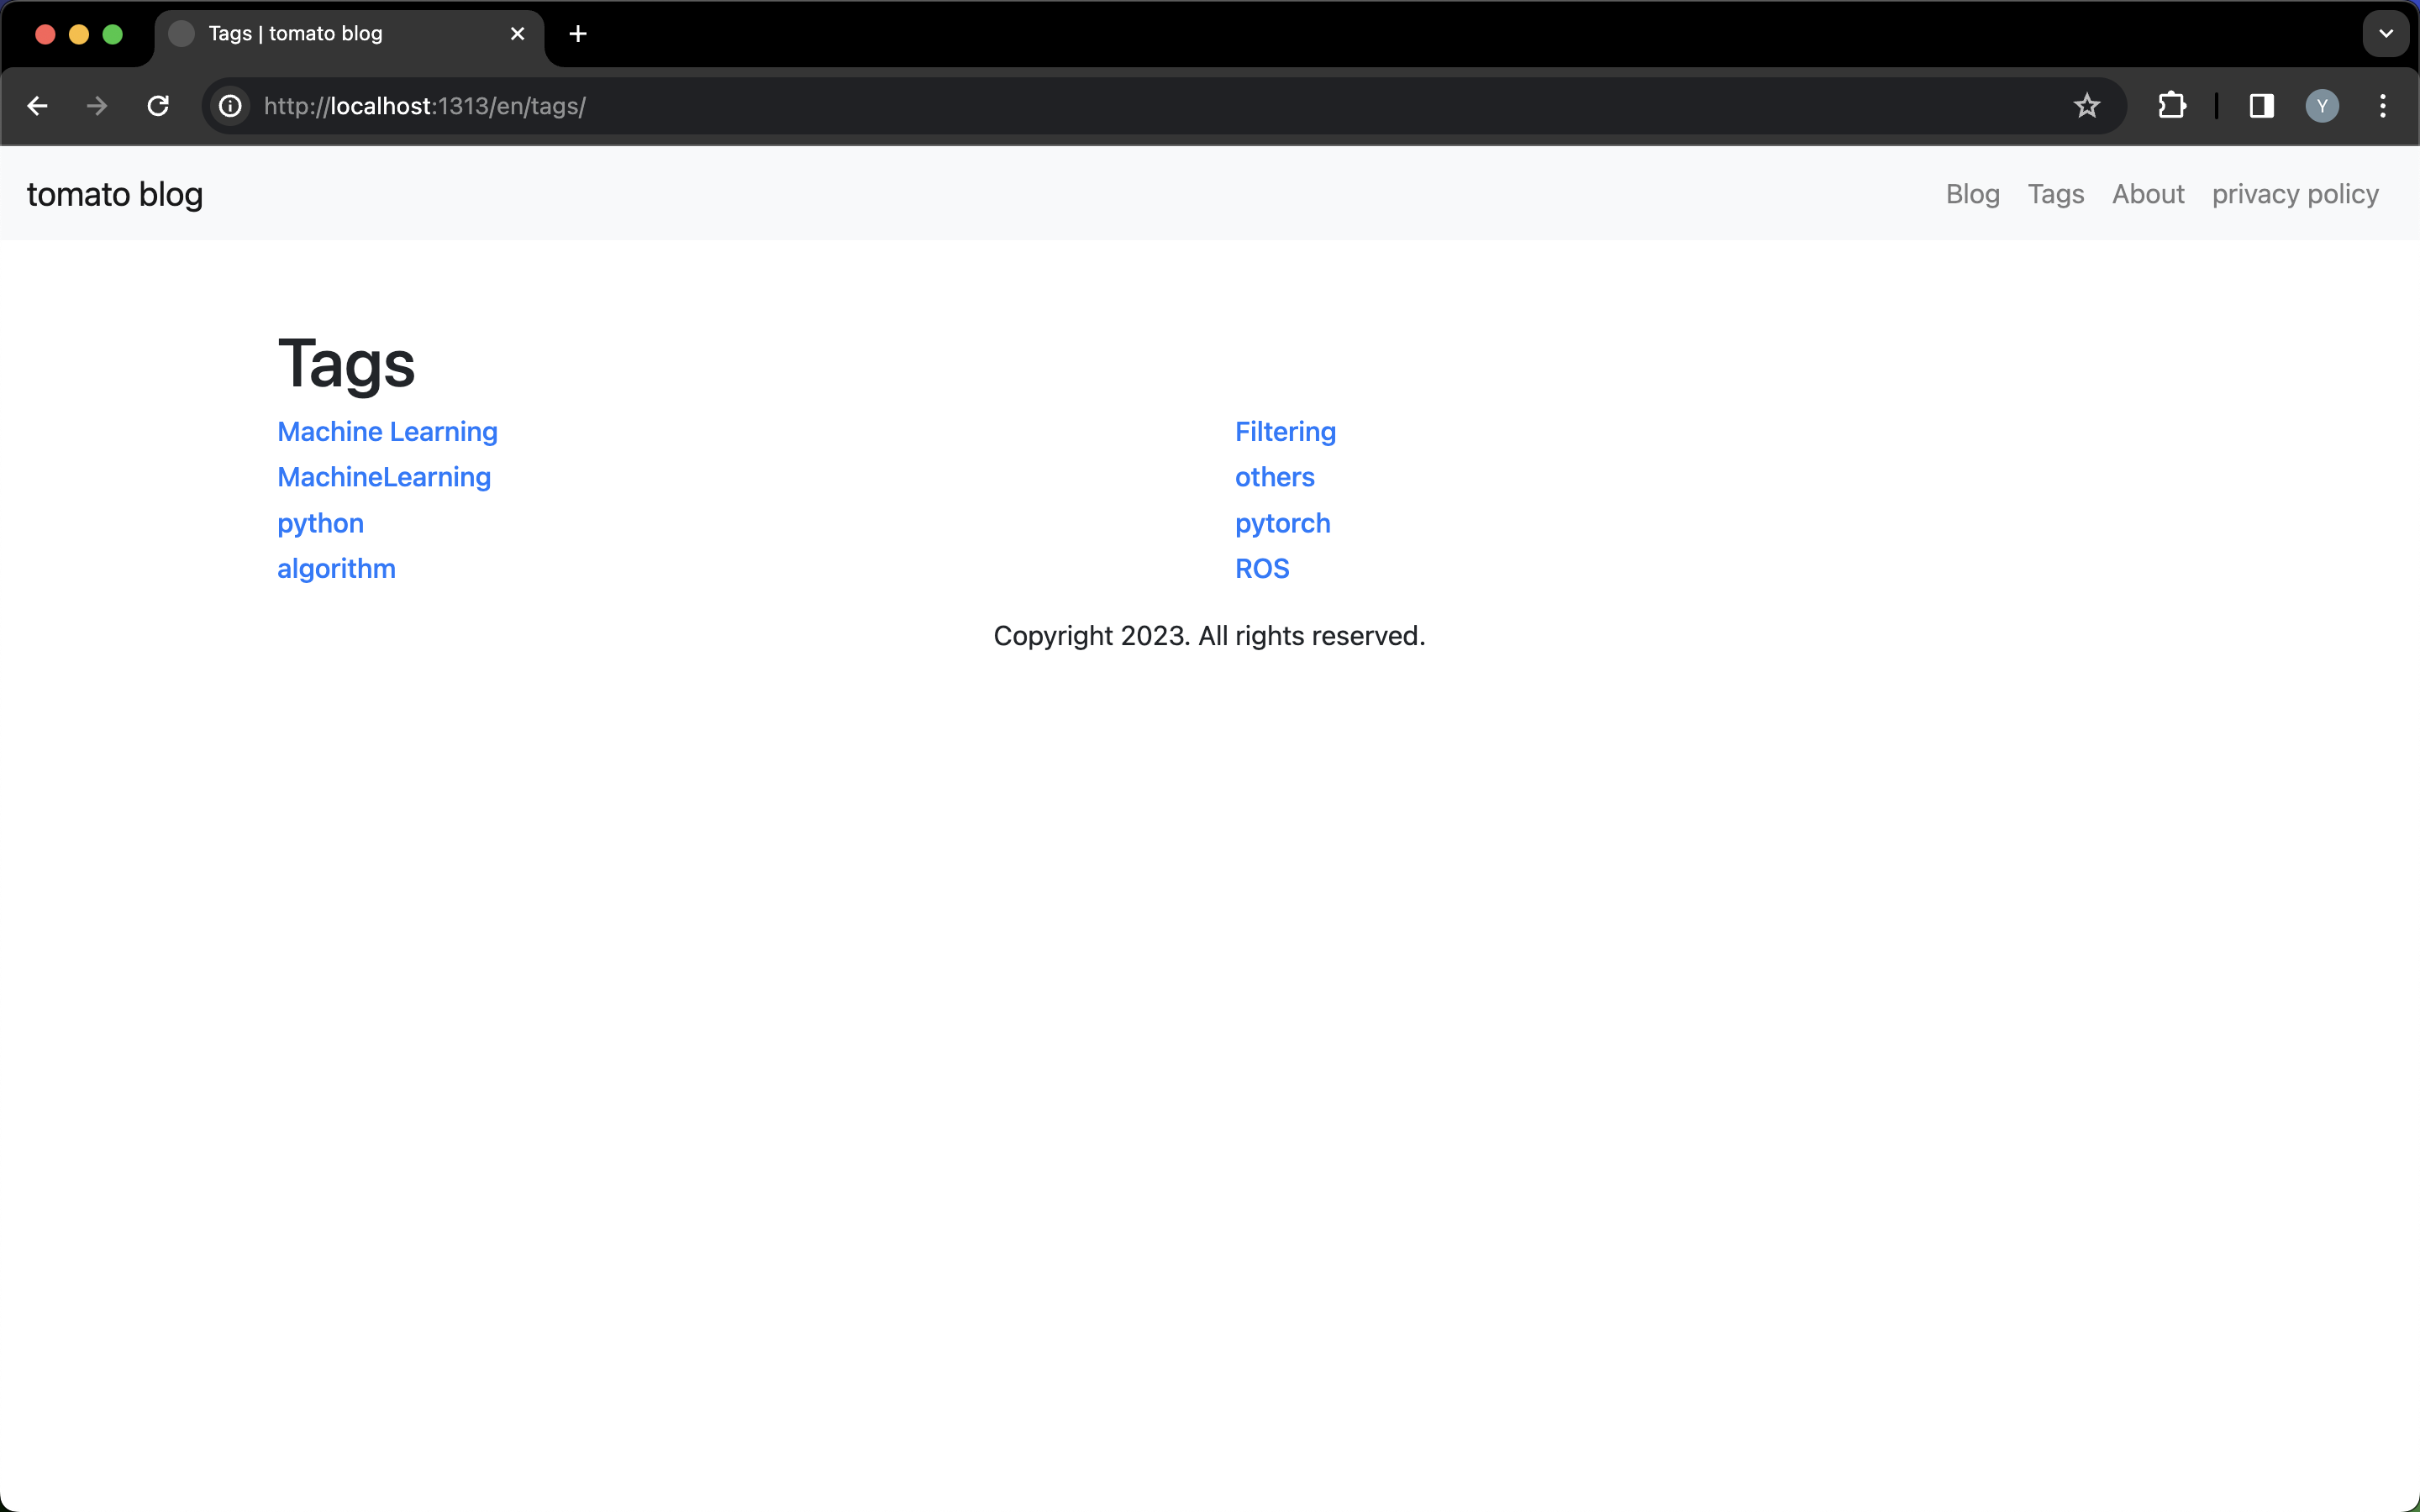 Tags | tomato blog
http://localhost:1313/en/tags/
Y
tomato blog
Blog Tags About privacy policy
Tags
Machine Learning Filtering
MachineLearning others
python pytorch
algorithm ROS
Copyright 2023. All rights reserved.